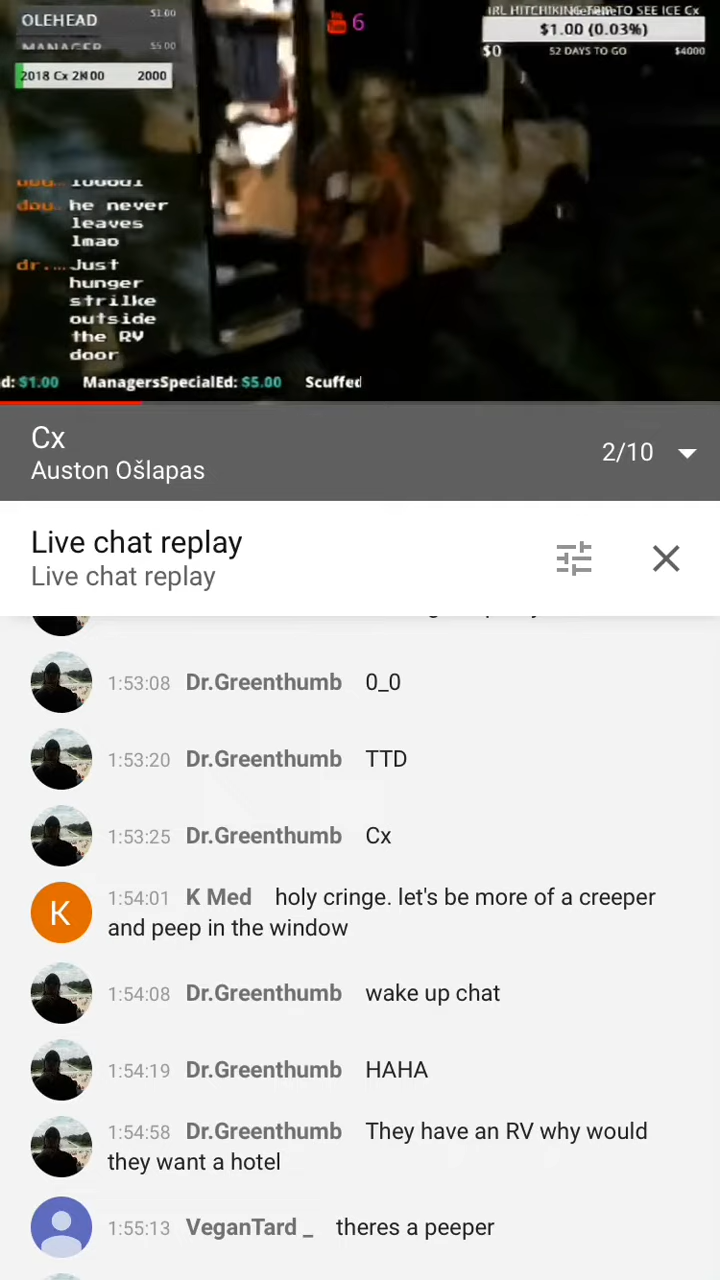 OLEHEAD $1.00
MANAGER $5.00
2018 Cx 2K00 2000
6
IRL HITCHIKING TRIP TO SEE ICE Cx
$1.00 (0.03%)
$0 52 DAYS TO GO $4000
dou... he never
leaves
lmao
dr.... Just
hunger
strilke
outside
the RV
door
d: $1.00 ManagersSpecialEd: $5.00 Scuffed
Cx
Auston Ošlapas
2/10
Live chat replay
Live chat replay
1:53:08 Dr.Greenthumb 0_0
1:53:20 Dr.Greenthumb TTD
1:53:25 Dr.Greenthumb Cx
K
1:54:01 K Med holy cringe. let's be more of a creeper
and peep in the window
1:54:08 Dr.Greenthumb wake up chat
1:54:19 Dr.Greenthumb HAHA
1:54:58 Dr.Greenthumb They have an RV why would
they want a hotel
1:55:13 VeganTard _ theres a peeper